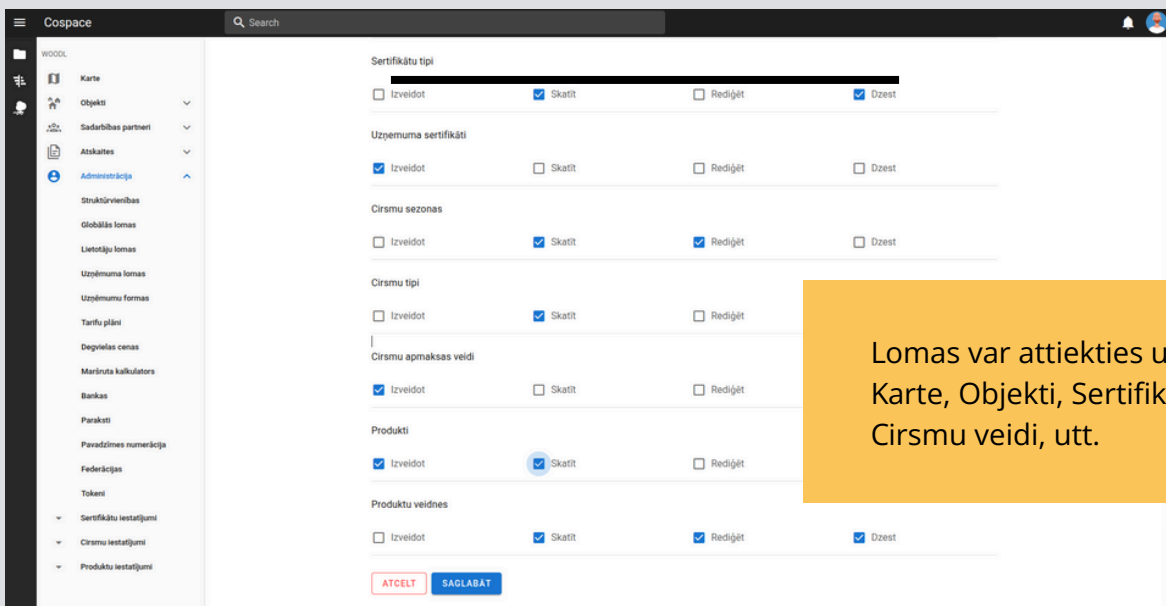 Cospace
Search
WOODL
Karte
Objekti
Sadarbības partneri
Atskaites
Administrācija
Struktūrvienības
Globālās lomas
Lietotāju lomas
Uzņēmuma lomas
Uzņēmumu formas
Tarifu plāni
Degvielas cenas
Maršruta kalkulators
Bankas
Paraksti
Pavadzīmes numerācija
Federācijas
Tokeni
Sertifikātu iestatījumi
Cirsmu iestatījumi
Produktu iestatījumi
Sertifikātu tipi
Izveidot Skatīt Rediģēt Dzest
Uzņemuma sertifikāti
Izveidot Skatīt Rediģēt Dzest
Cirsmu sezonas
Izveidot Skatīt Rediģēt Dzest
Cirsmu tipi
Izveidot Skatīt Rediģēt
Cirsmu apmaksas veidi
Izveidot Skatīt Rediģēt
Produkti
Izveidot Skatīt Rediģēt
Produktu veidnes
Izveidot Skatīt Rediģēt Dzest
ATCELT SAGLABĀT
Lomas var attiekties u
Karte, Objekti, Sertifik
Cirsmu veidi, utt.